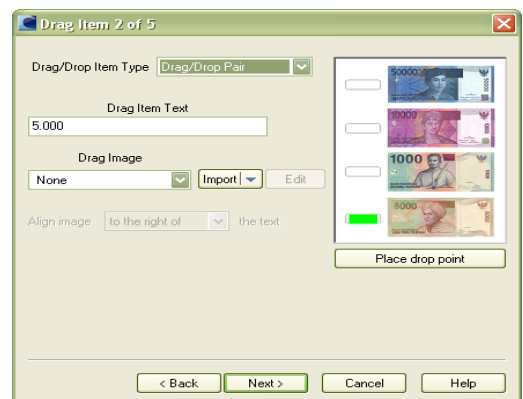 Drag Item 2 of 5
Drag/Drop Item Type Drag/Drop Pair
Drag Item Text
5.000
Drag Image
None Import Edit
Align image to the right of the text
50000
10000
1000
5000
Place drop point
< Back Next > Cancel Help